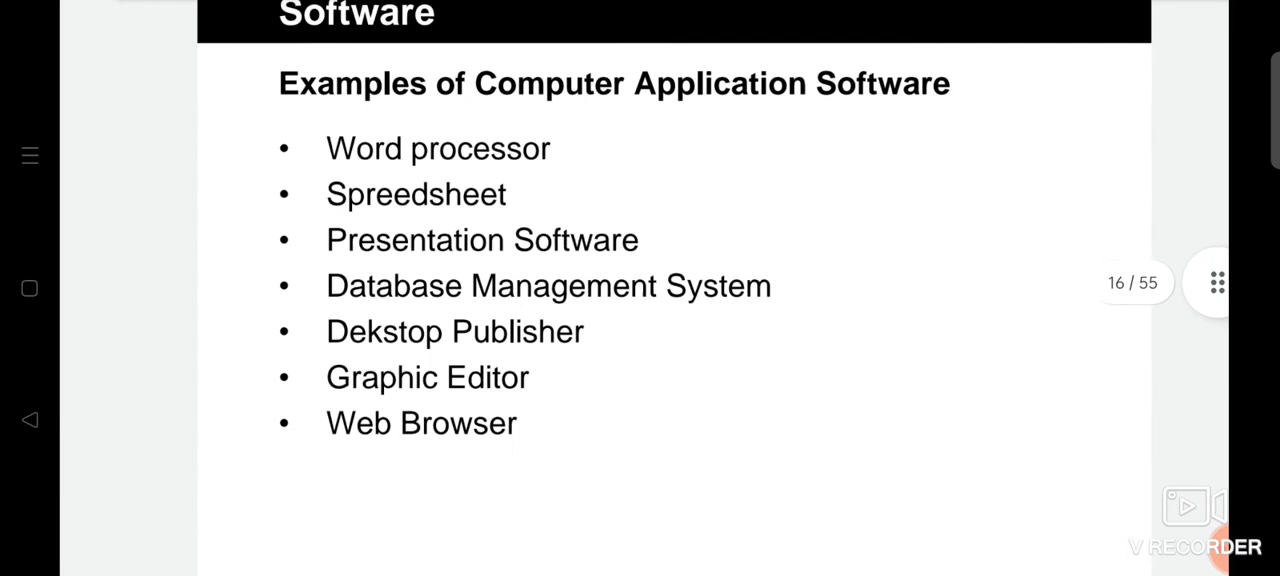 Software
Examples of Computer Application Software
• Word processor
• Spreedsheet
• Presentation Software
• Database Management System
• Dekstop Publisher
• Graphic Editor
• Web Browser
16 / 55
V RECORDER